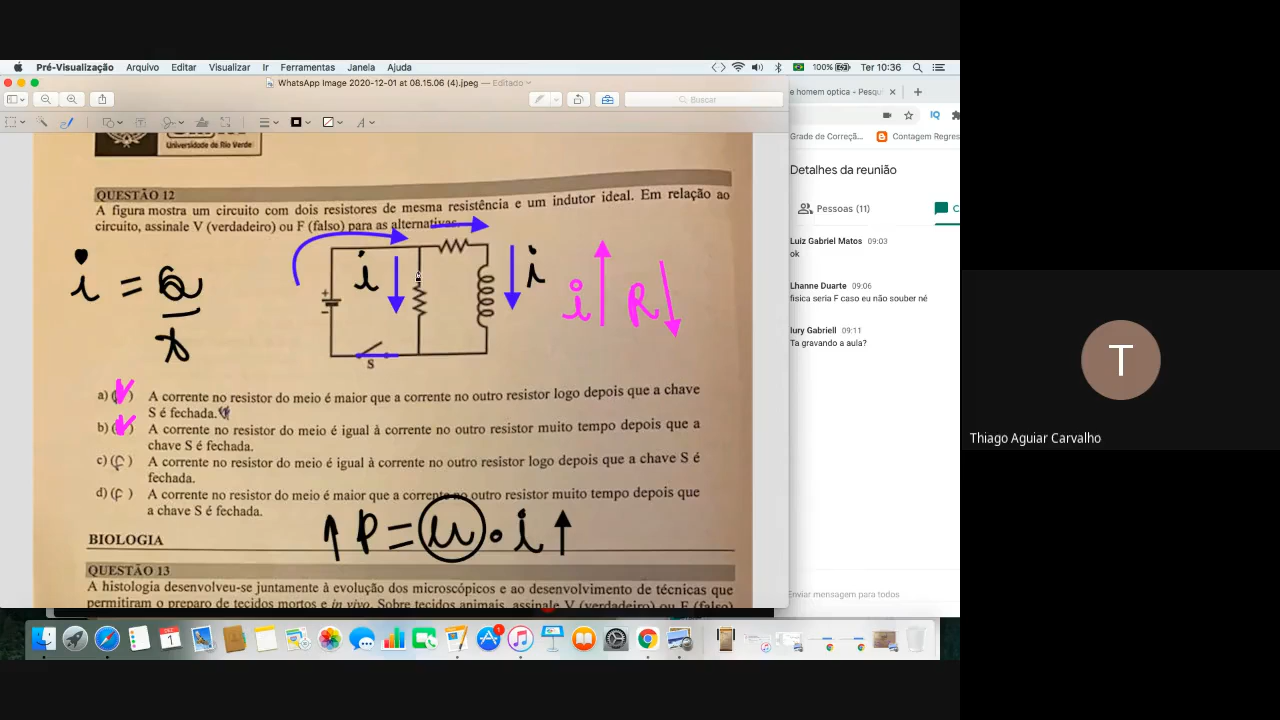 Pré-Visualização Arquivo Editar Visualizar Ir Ferramentas Janela Ajuda 100% Ter 10:36
WhatsApp Image 2020-12-01 at 08.15.06 (4).jpeg — Editado
Buscar
e homem optica - Pesqu
Grade de Correçã... Contagem Regres
Universidade de Rio Verde
QUESTÃO 12
A figura mostra um circuito com dois resistores de mesma resistência e um indutor ideal. Em relação ao
circuito, assinale V (verdadeiro) ou F (falso) para as alternativas.
i = Q
i
i
i R
+
-
S
a) ( V ) A corrente no resistor do meio é maior que a corrente no outro resistor logo depois que a chave
S é fechada.
b) ( V ) A corrente no resistor do meio é igual à corrente no outro resistor muito tempo depois que a
chave S é fechada.
c) (F) A corrente no resistor do meio é igual à corrente no outro resistor logo depois que a chave S é
fechada.
d) (F) A corrente no resistor do meio é maior que a corrente no outro resistor muito tempo depois que
a chave S é fechada.
P = u . i
BIOLOGIA
QUESTÃO 13
A histologia desenvolveu-se juntamente à evolução dos microscópicos e ao desenvolvimento de técnicas que
permitiram o preparo de tecidos mortos e in vivo. Sobre tecidos animais, assinale V (verdadeiro) ou F (falso)
Detalhes da reunião
Pessoas (11) C
Luiz Gabriel Matos 09:03
ok
Lhanne Duarte 09:06
fisica seria F caso eu não souber né
Iury Gabriell 09:11
Ta gravando a aula?
Enviar mensagem para todos
T
Thiago Aguiar Carvalho